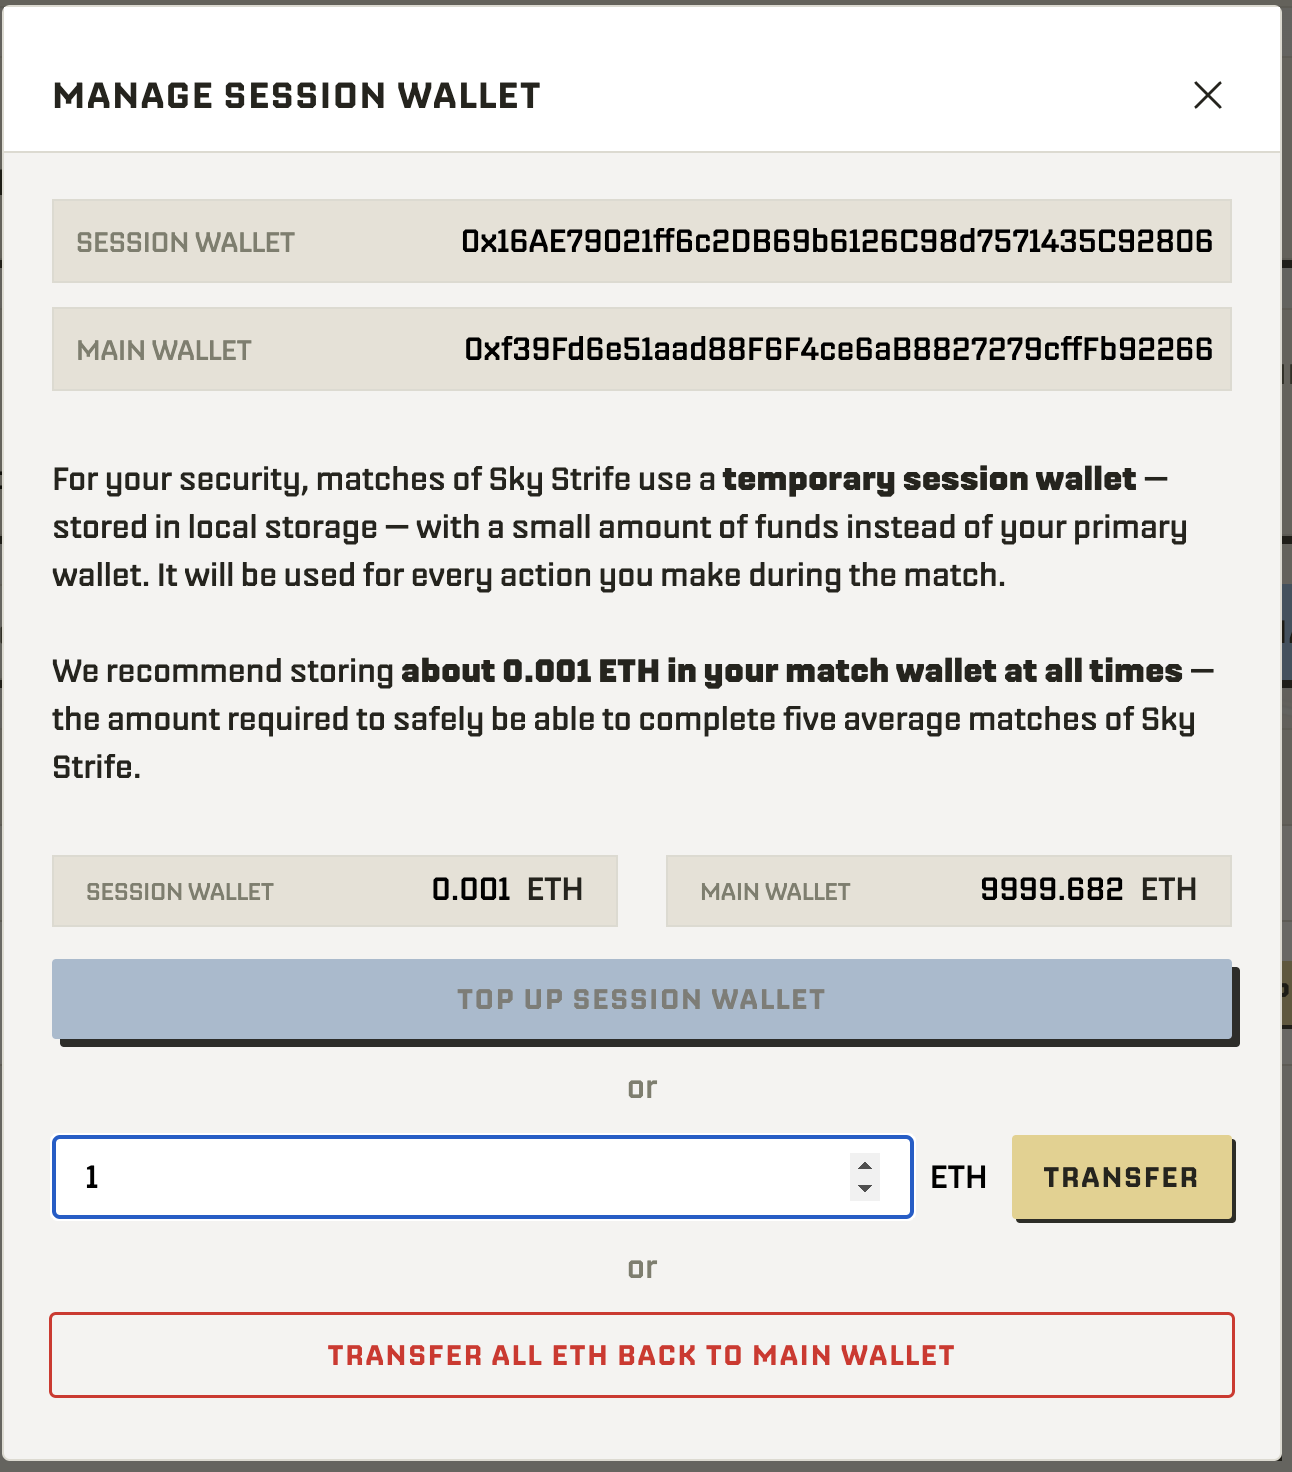 MANAGE SESSION WALLET
SESSION WALLET 0x16AE79021ff6c2DB69b6126C98d7571435C92806
MAIN WALLET 0xf39Fd6e51aad88F6F4ce6aB8827279cffFb92266
For your security, matches of Sky Strife use a temporary session wallet —
stored in local storage — with a small amount of funds instead of your primary
wallet. It will be used for every action you make during the match.
We recommend storing about 0.001 ETH in your match wallet at all times —
the amount required to safely be able to complete five average matches of Sky
Strife.
SESSION WALLET 0.001 ETH MAIN WALLET 9999.682 ETH
TOP UP SESSION WALLET
or
1 ETH TRANSFER
or
TRANSFER ALL ETH BACK TO MAIN WALLET